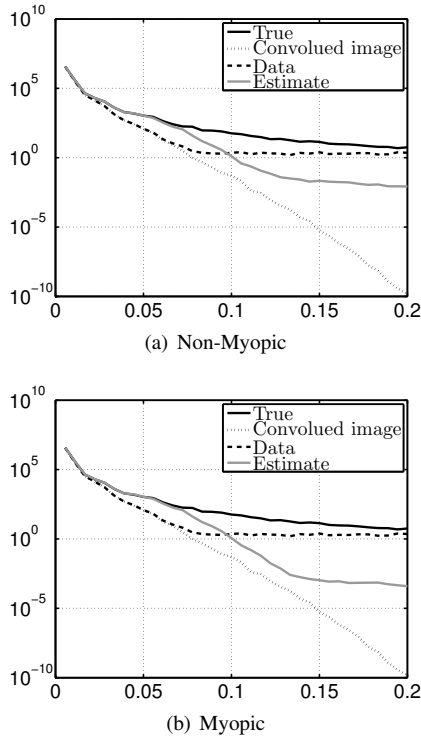 10^10
10^5
10^0
10^-5
10^-10
0 0.05 0.1 0.15 0.2
True
Convolued image
Data
Estimate
(a) Non-Myopic
10^10
10^5
10^0
10^-5
10^-10
0 0.05 0.1 0.15 0.2
True
Convolued image
Data
Estimate
(b) Myopic